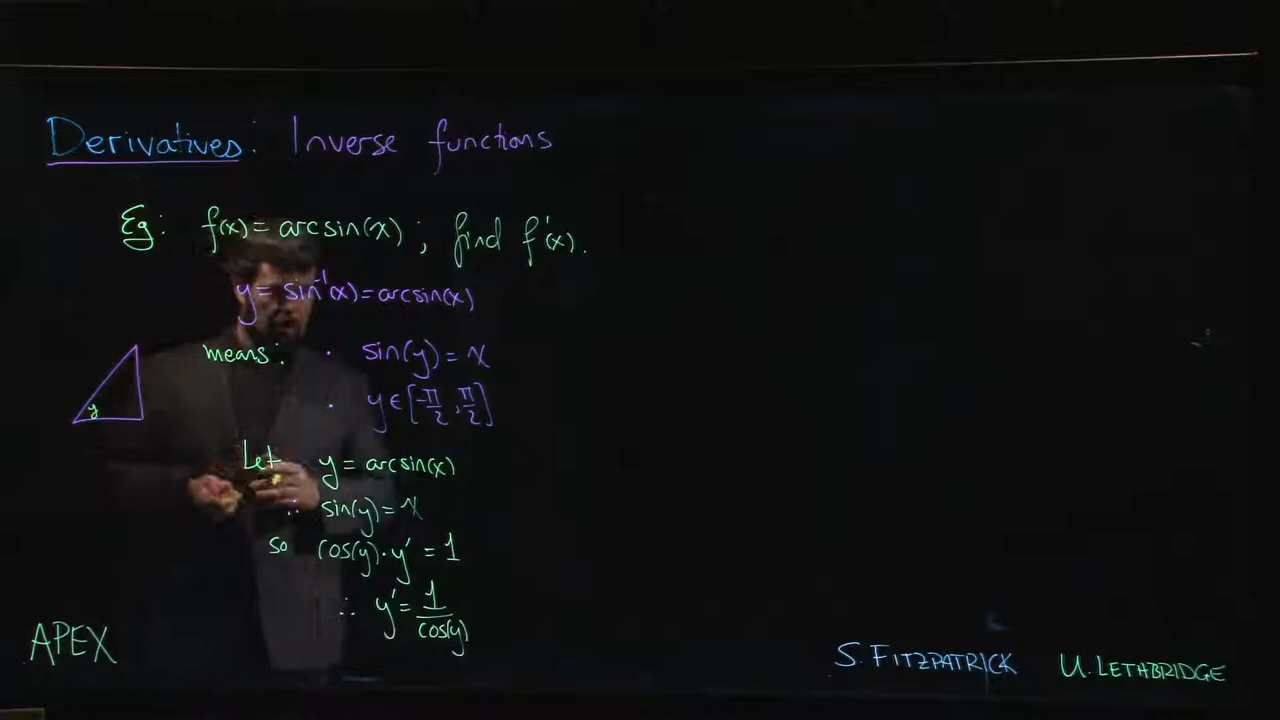 Derivatives: Inverse functions
Eg: f(x) = arcsin(x) ; find f'(x).
y = sin⁻¹(x) = arcsin(x)
means: · sin(y) = x
· y ∈ [-π/2, π/2]
y
Let y = arcsin(x)
∴ sin(y) = x
so cos(y)·y' = 1
∴ y' = 1/cos(y)
APEX
S. FITZPATRICK U. LETHBRIDGE